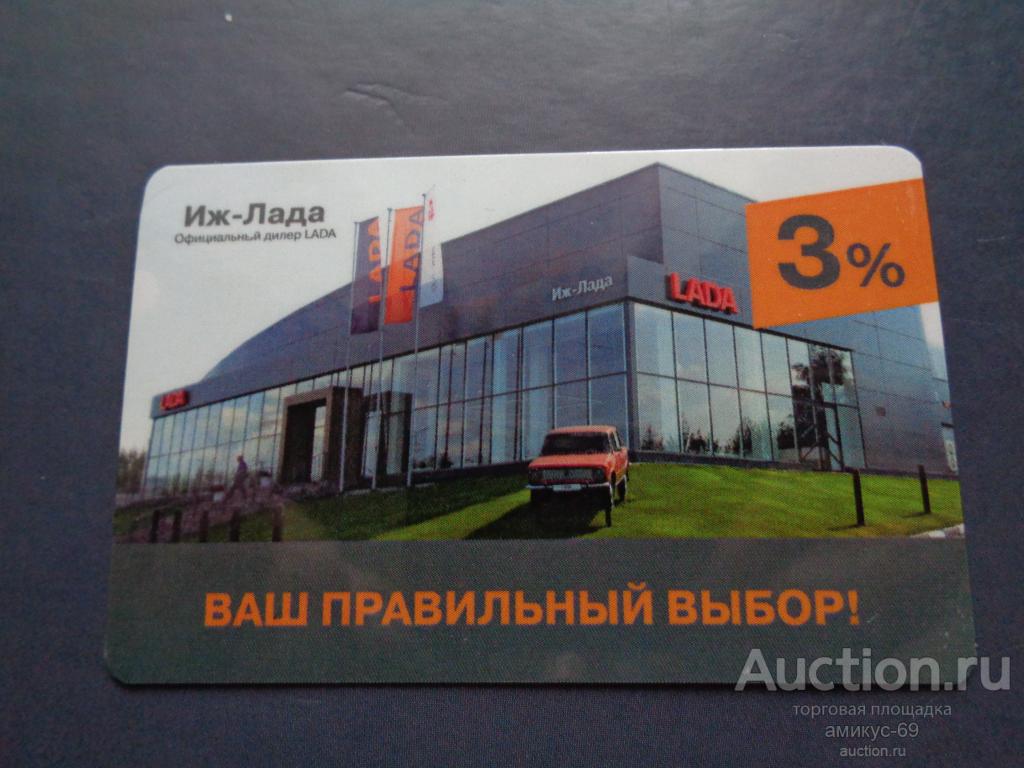 Иж-Лада
Официальный дилер LADA
3%
LADA
LADA
Иж-Лада
LADA
LADA
ВАШ ПРАВИЛЬНЫЙ ВЫБОР!
Auction.ru
торговая площадка
амикус-69
auction.ru